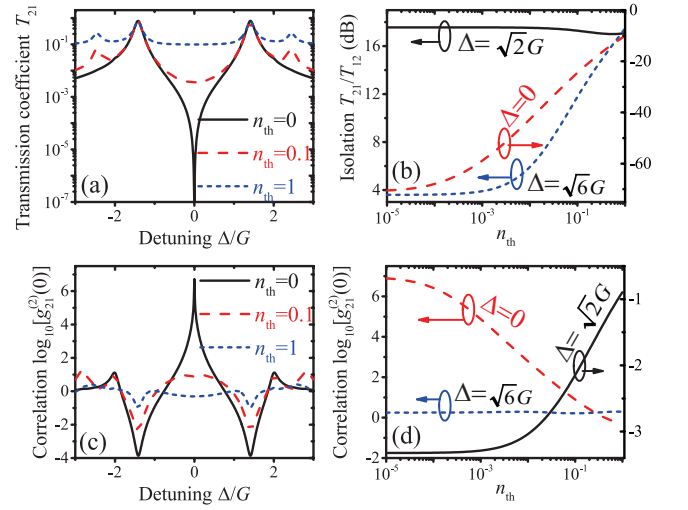 Transmission coefficient T21
10^-1
10^-3
10^-5
10^-7
-2 0 2
Detuning Δ/G
(a)
nth=0
nth=0.1
nth=1
Isolation T21/T12 (dB)
16
12
8
4
0
-20
-40
-60
10^-5 10^-3 10^-1
nth
(b)
Δ=√2G
Δ=0
Δ=√6G
Correlation log10[g21^(2)(0)]
6
4
2
0
-2
-4
-2 0 2
Detuning Δ/G
(c)
nth=0
nth=0.1
nth=1
Correlation log10[g21^(2)(0)]
6
4
2
0
-2
-1
-2
-3
10^-5 10^-3 10^-1
nth
(d)
Δ=0
Δ=√2G
Δ=√6G